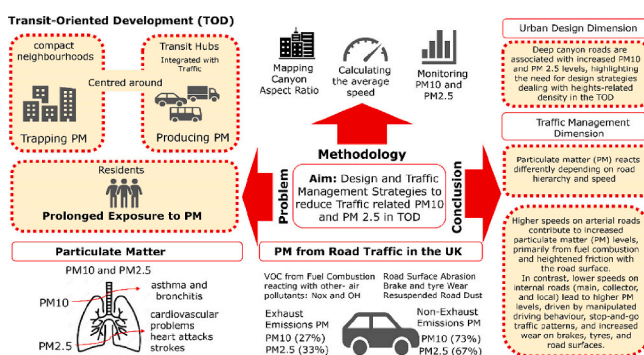 Transit-Oriented Development (TOD)
compact
neighbourhoods
Transit Hubs
Integrated with
Traffic
Centred around
Trapping PM
Producing PM
Residents
Prolonged Exposure to PM
Particulate Matter
PM10 and PM2.5
PM10
PM2.5
asthma and
bronchitis
cardiovascular
problems
heart attacks
strokes
Mapping
Canyon
Aspect Ratio
Calculating
the average
speed
Monitoring
PM10 and
PM2.5
Methodology
Problem
Aim: Design and Traffic
Management Strategies to
reduce Traffic related PM10
and PM 2.5 in TOD
Conclusion
PM from Road Traffic in the UK
VOC from Fuel Combustion
reacting with other- air
pollutants: Nox and OH
Road Surface Abrasion
Brake and tyre Wear
Resuspended Road Dust
Exhaust
Emissions PM
PM10 (27%)
PM2.5 (33%)
Non-Exhaust
Emissions PM
PM10 (73%)
PM2.5 (67%)
Urban Design Dimension
Deep canyon roads are
associated with increased PM10
and PM 2.5 levels, highlighting
the need for design strategies
dealing with heights-related
density in the TOD
Traffic Management
Dimension
Particulate matter (PM) reacts
differently depending on road
hierarchy and speed
Higher speeds on arterial roads
contribute to increased
particulate matter (PM) levels,
primarily from fuel combustion
and heightened friction with
the road surface.
In contrast, lower speeds on
internal roads (main, collector,
and local) lead to higher PM
levels, driven by manipulated
driving behaviour, stop-and-go
traffic patterns, and increased
wear on brakes, tyres, and
road surfaces.